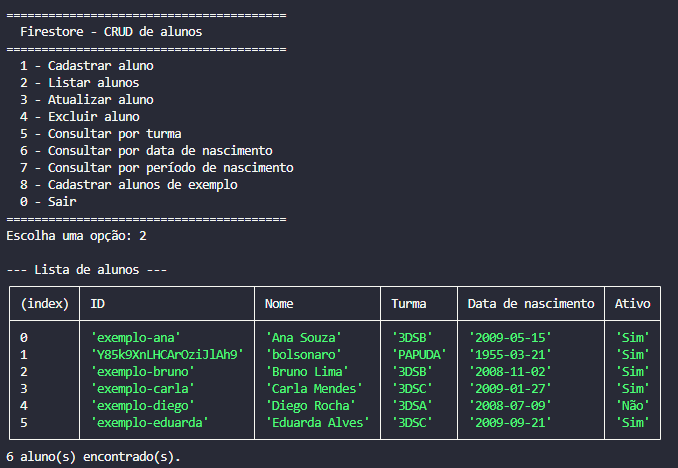 ========================================
Firestore - CRUD de alunos
========================================
1 - Cadastrar aluno
2 - Listar alunos
3 - Atualizar aluno
4 - Excluir aluno
5 - Consultar por turma
6 - Consultar por data de nascimento
7 - Consultar por período de nascimento
8 - Cadastrar alunos de exemplo
0 - Sair
========================================
Escolha uma opção: 2
--- Lista de alunos ---
(index) ID Nome Turma Data de nascimento Ativo
0 'exemplo-ana' 'Ana Souza' '3DSB' '2009-05-15' 'Sim'
1 'Y85k9XnLHCArOziJlAh9' 'bolsonaro' 'PAPUDA' '1955-03-21' 'Sim'
2 'exemplo-bruno' 'Bruno Lima' '3DSB' '2008-11-02' 'Sim'
3 'exemplo-carla' 'Carla Mendes' '3DSC' '2009-01-27' 'Sim'
4 'exemplo-diego' 'Diego Rocha' '3DSA' '2008-07-09' 'Não'
5 'exemplo-eduarda' 'Eduarda Alves' '3DSC' '2009-09-21' 'Sim'
6 aluno(s) encontrado(s).